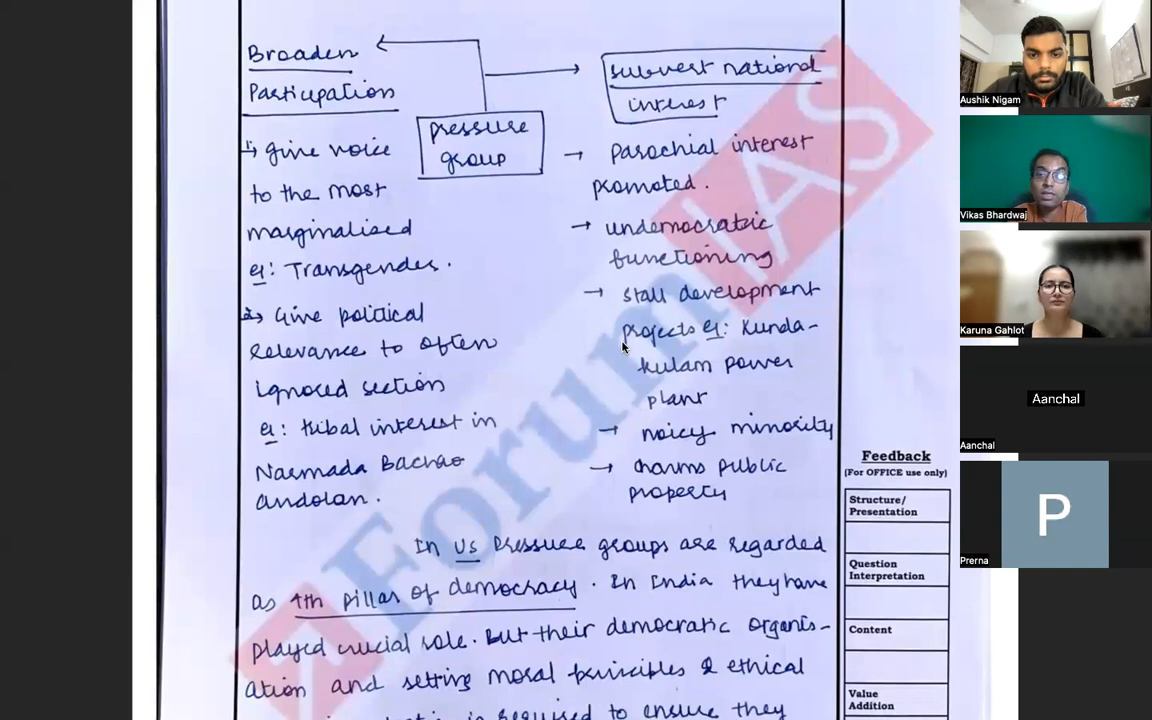 Broaden
Participation
pressure
group
subvert national
interest
↳ Give voice
to the most
marginalised
eg: Transgender.
↳ Give political
relevance to often
ignored section
eg: tribal interest in
Narmada Bachao
Andolan.
→ parochial interest
promoted.
→ undemocratic
functioning
→ stall development
projects eg: Kunda-
kulam power
plant
→ noicy minority
→ charms public
property
In US Pressure groups are regarded
as 4th pillar of democracy. In India they have
played crucial role. But their democratic organis-
ation and setting moral principles & ethical
is required to ensure they
ForumIAS
Feedback
(For OFFICE use only)
Structure/
Presentation
Question
Interpretation
Content
Value
Addition
Aushik Nigam
Vikas Bhardwaj
Karuna Gahlot
Aanchal
Aanchal
P
Prerna